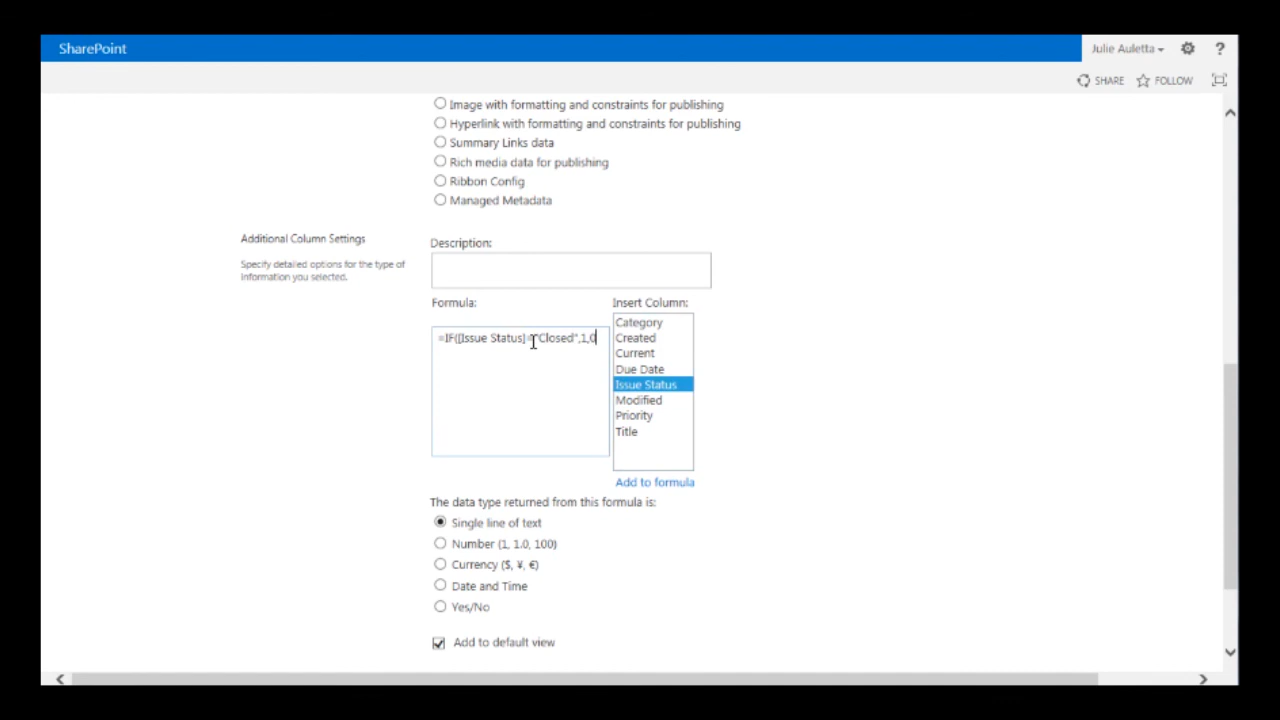 SharePoint
Julie Auletta
?
SHARE FOLLOW
Image with formatting and constraints for publishing
Hyperlink with formatting and constraints for publishing
Summary Links data
Rich media data for publishing
Ribbon Config
Managed Metadata
Additional Column Settings
Specify detailed options for the type of
information you selected.
Description:
Formula:
=IF([Issue Status]="Closed",1,0
Insert Column:
Category
Created
Current
Due Date
Issue Status
Modified
Priority
Title
Add to formula
The data type returned from this formula is:
Single line of text
Number (1, 1.0, 100)
Currency ($, ¥, €)
Date and Time
Yes/No
Add to default view